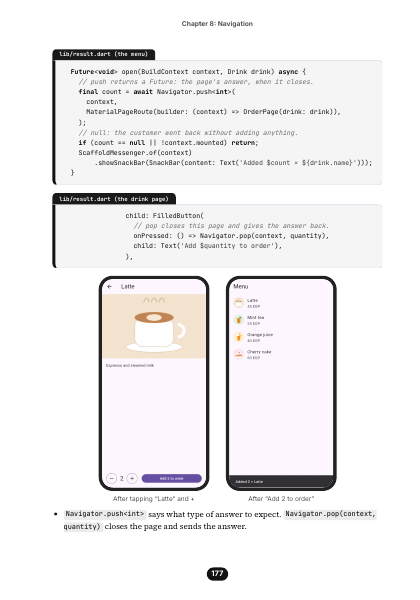 Chapter 8: Navigation
lib/result.dart (the menu)
Future<void> open(BuildContext context, Drink drink) async {
// push returns a Future: the page's answer, when it closes.
final count = await Navigator.push<int>(
context,
MaterialPageRoute(builder: (context) => OrderPage(drink: drink)),
);
// null: the customer went back without adding anything.
if (count == null || !context.mounted) return;
ScaffoldMessenger.of(context)
.showSnackBar(SnackBar(content: Text('Added $count × ${drink.name}')));
}
lib/result.dart (the drink page)
child: FilledButton(
// pop closes this page and gives the answer back.
onPressed: () => Navigator.pop(context, quantity),
child: Text('Add $quantity to order'),
),
← Latte
Espresso and steamed milk
− 2 +
Add 2 to order
Menu
Latte
45 EGP
Mint tea
25 EGP
Orange juice
40 EGP
Cherry cake
60 EGP
Added 2 × Latte
After tapping "Latte" and +
After "Add 2 to order"
• Navigator.push<int> says what type of answer to expect. Navigator.pop(context,
quantity) closes the page and sends the answer.
177